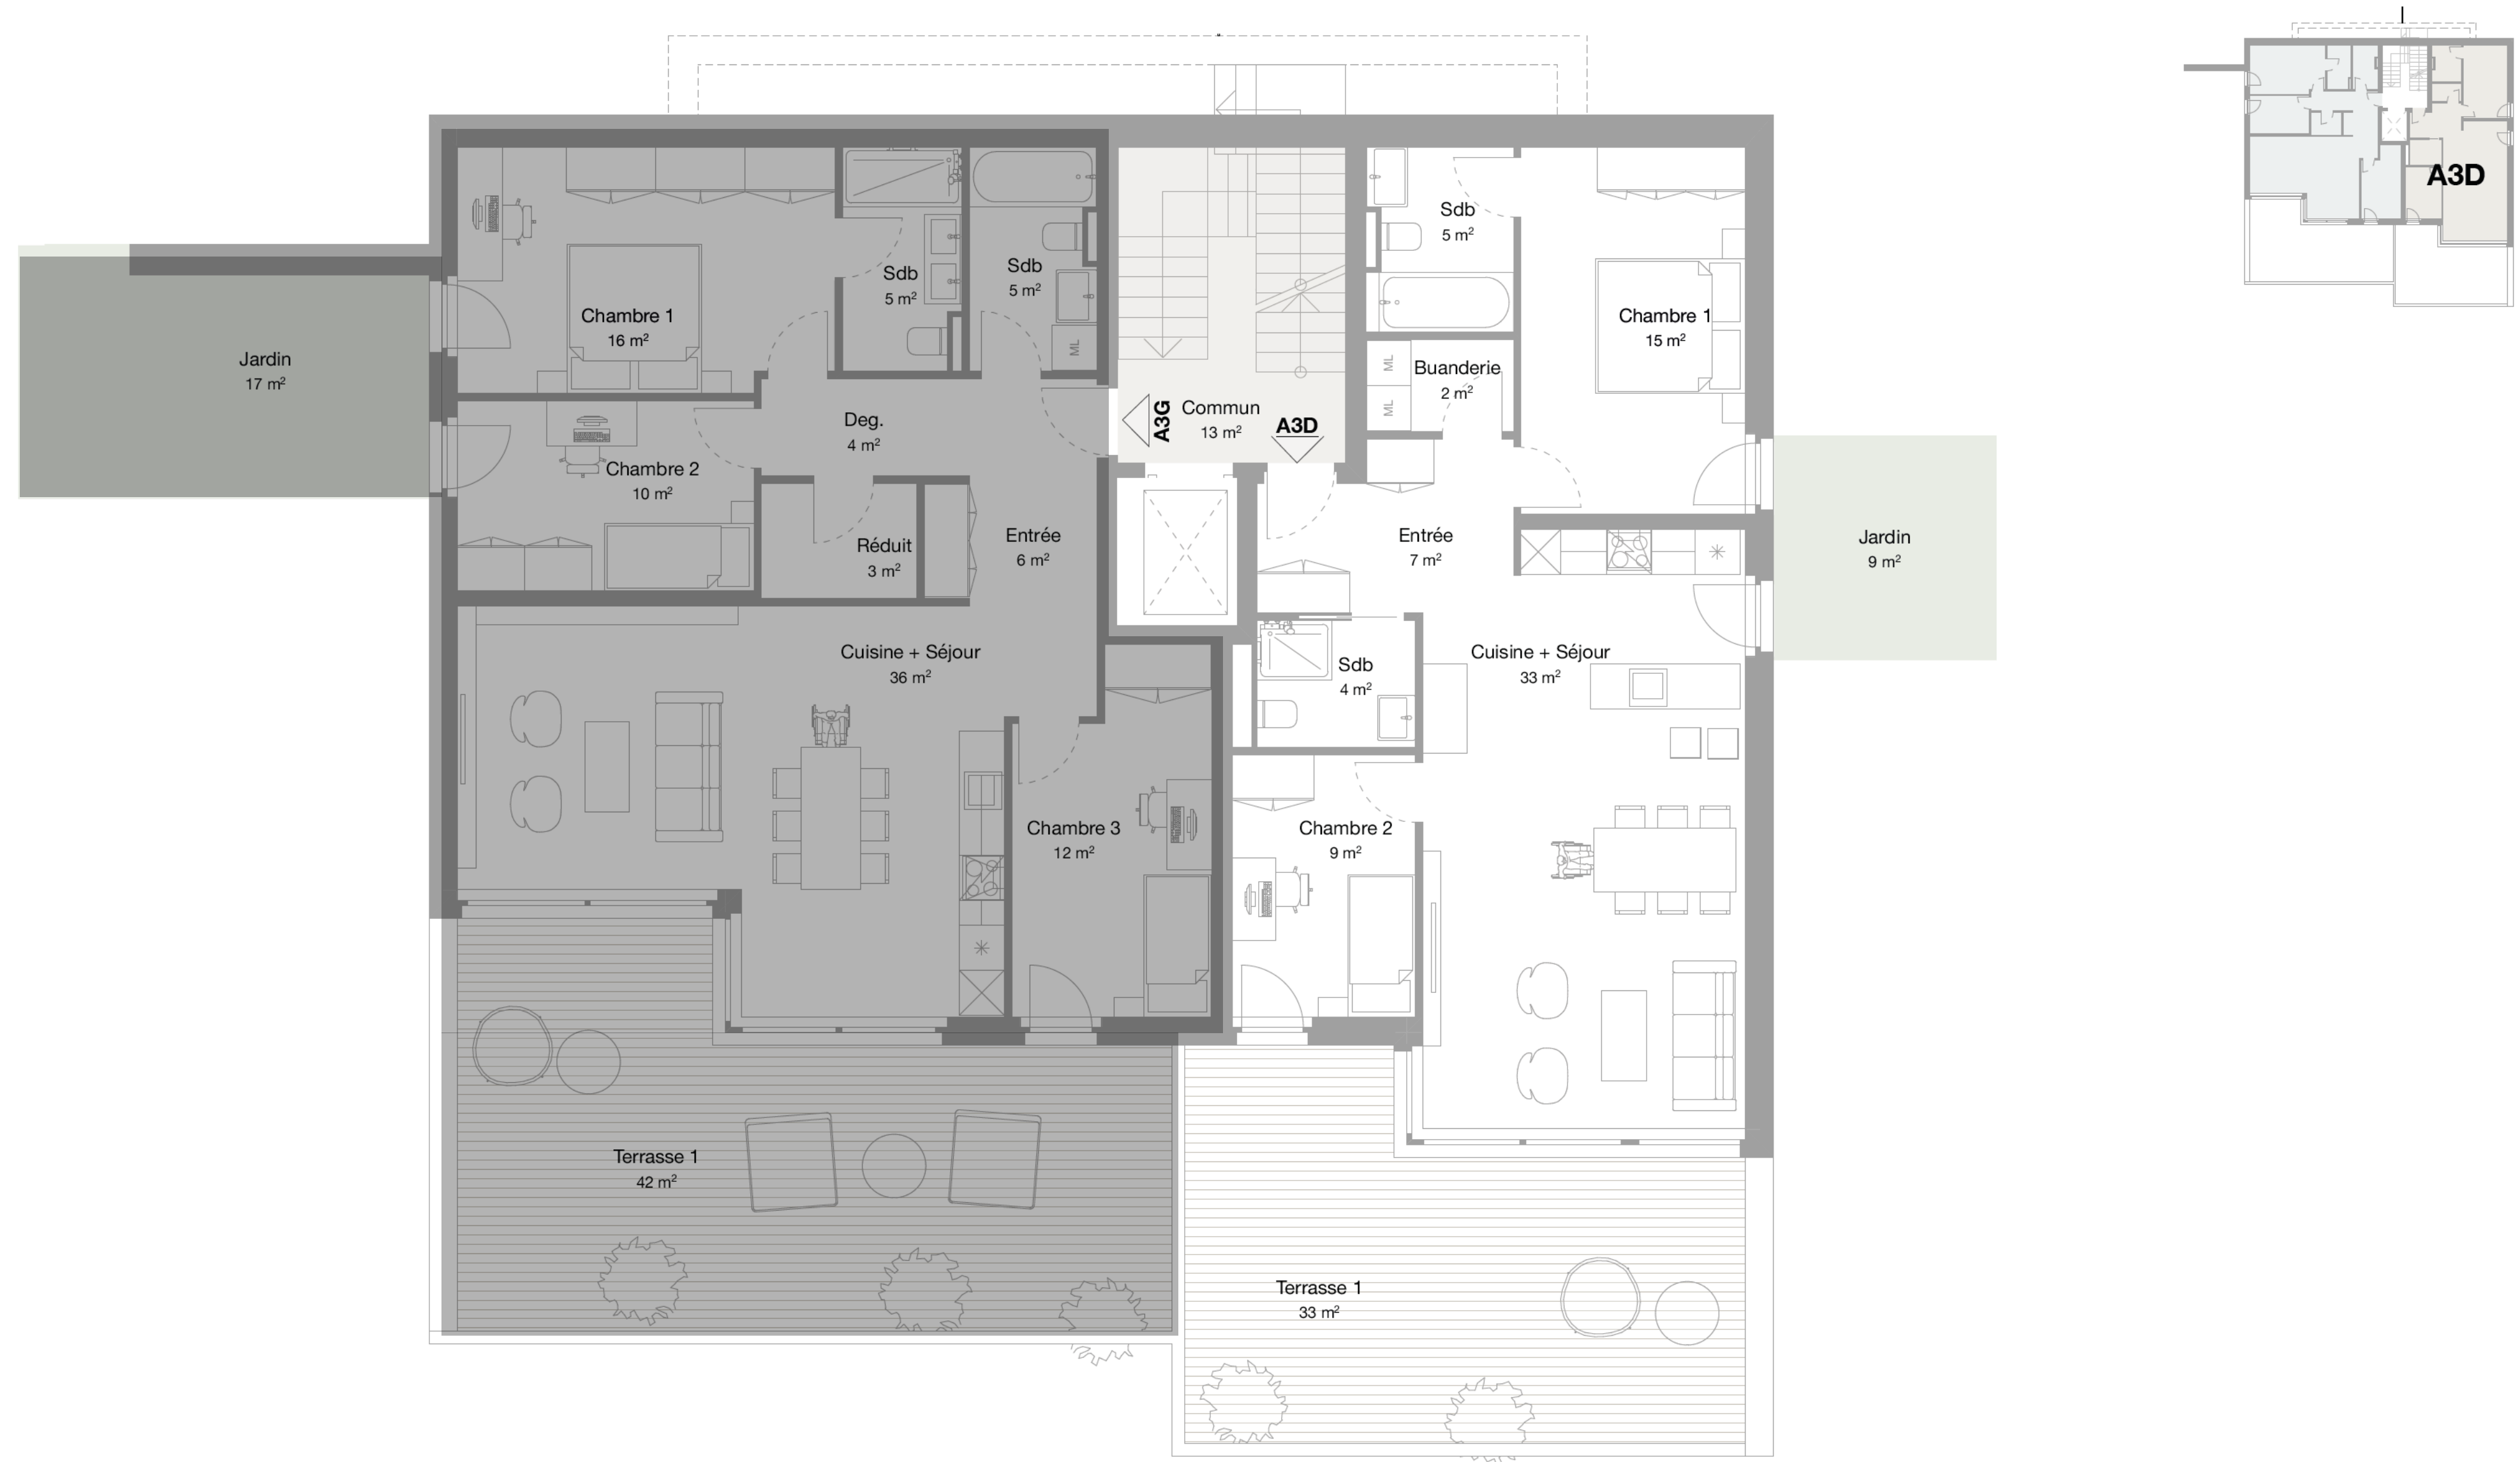 A3D
Sdb
5 m²
Chambre 1
16 m²
Sdb
5 m²
Sdb
5 m²
ML
Chambre 1
15 m²
Jardin
17 m²
ML
Buanderie
2 m²
ML
Deg.
4 m²
A3G
Commun
13 m²
A3D
Chambre 2
10 m²
Réduit
3 m²
Entrée
6 m²
Entrée
7 m²
Jardin
9 m²
Cuisine + Séjour
36 m²
Sdb
4 m²
Cuisine + Séjour
33 m²
Chambre 3
12 m²
Chambre 2
9 m²
Terrasse 1
42 m²
Terrasse 1
33 m²